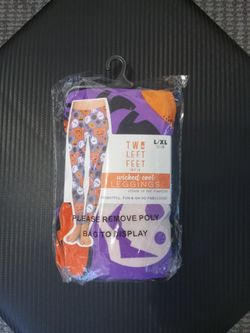 TWO
LEFT
FEET
L/XL
wicked cool
LEGGINGS
PLEASE REMOVE POLY
BAG TO DISPLAY